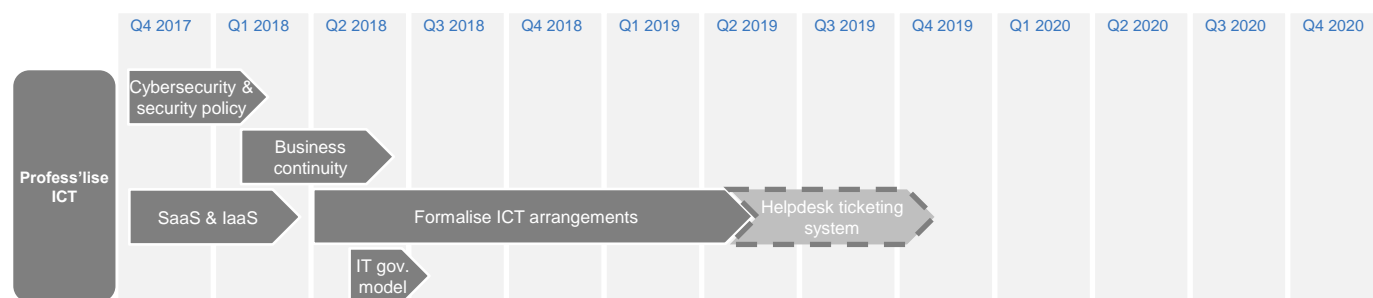 Q4 2017 Q1 2018 Q2 2018 Q3 2018 Q4 2018 Q1 2019 Q2 2019 Q3 2019 Q4 2019 Q1 2020 Q2 2020 Q3 2020 Q4 2020
Profess'lise
ICT
Cybersecurity &
security policy
Business
continuity
SaaS & IaaS
Formalise ICT arrangements
Helpdesk ticketing
system
IT gov.
model